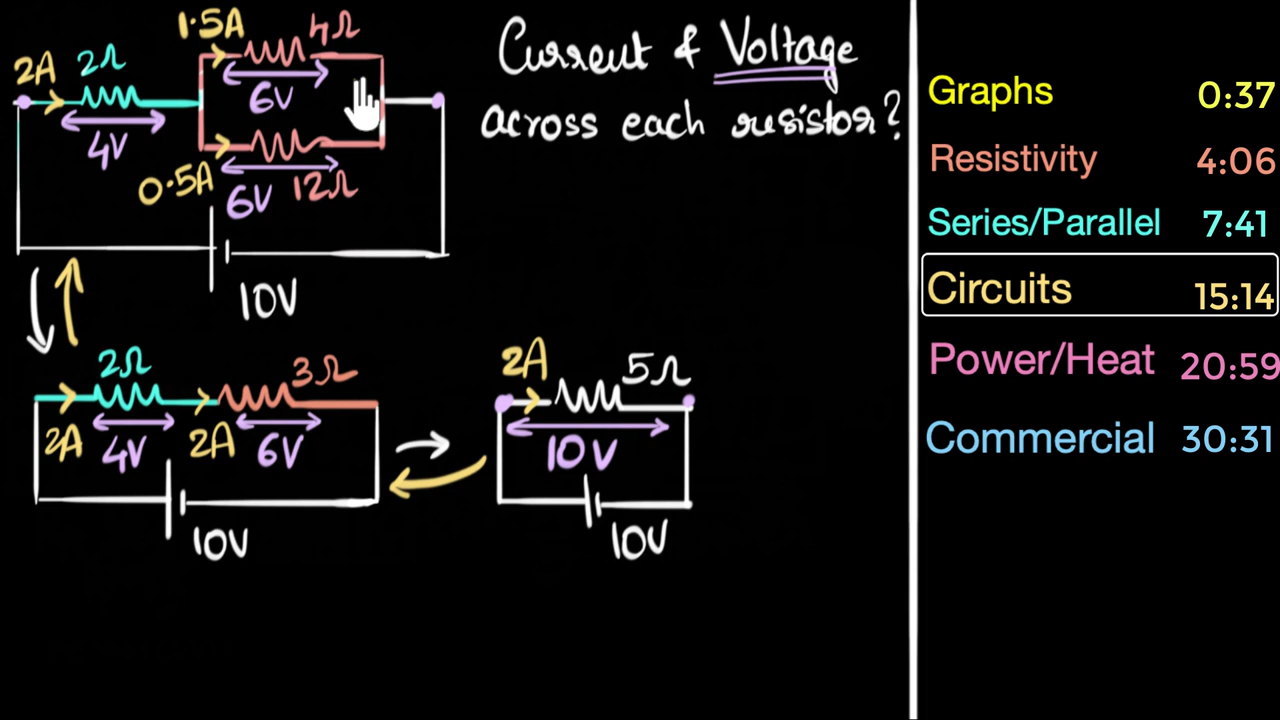 1.5A 4Ω
2A 2Ω
6V
4V
0.5A 6V 12Ω
10V
Current & Voltage
across each resistor?
2Ω 3Ω
2A 4V 2A 6V
10V
2A 5Ω
10V
10V
Graphs 0:37
Resistivity 4:06
Series/Parallel 7:41
Circuits 15:14
Power/Heat 20:59
Commercial 30:31